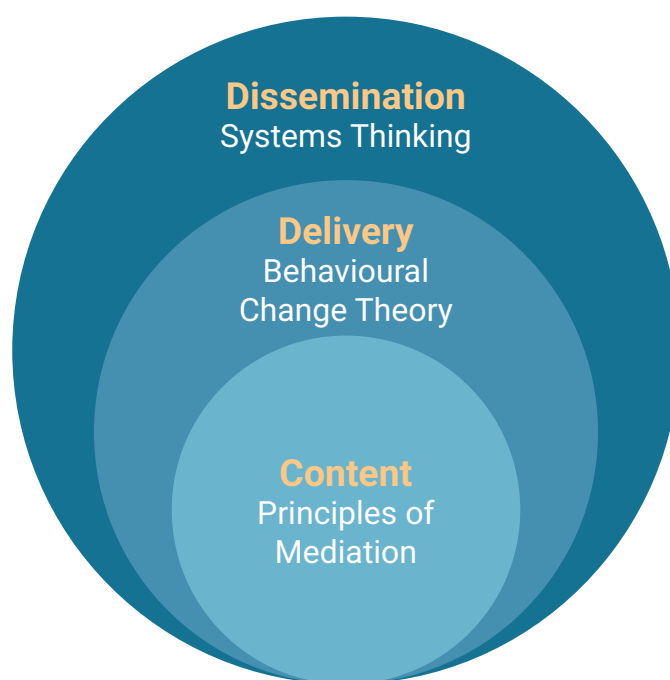 Dissemination
Systems Thinking
Delivery
Behavioural
Change Theory
Content
Principles of
Mediation